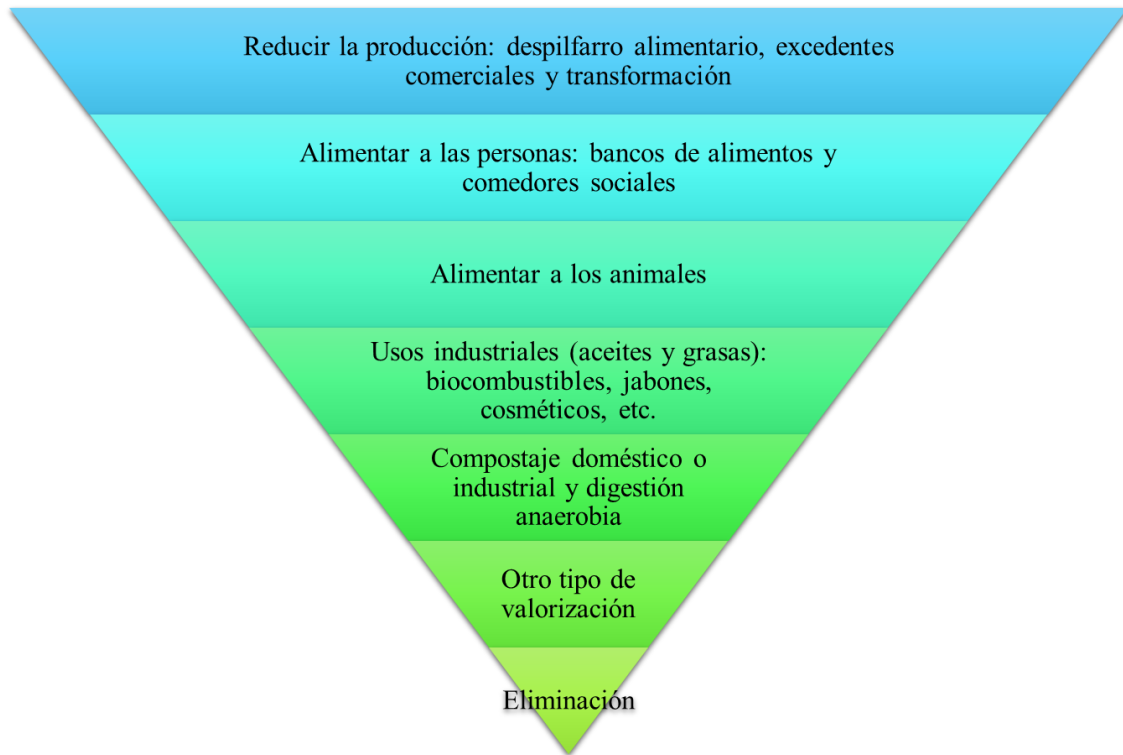 Reducir la producción: despilfarro alimentario, excedentes
comerciales y transformación
Alimentar a las personas: bancos de alimentos y
comedores sociales
Alimentar a los animales
Usos industriales (aceites y grasas):
biocombustibles, jabones,
cosméticos, etc.
Compostaje doméstico o
industrial y digestión
anaerobia
Otro tipo de
valorización
Eliminación